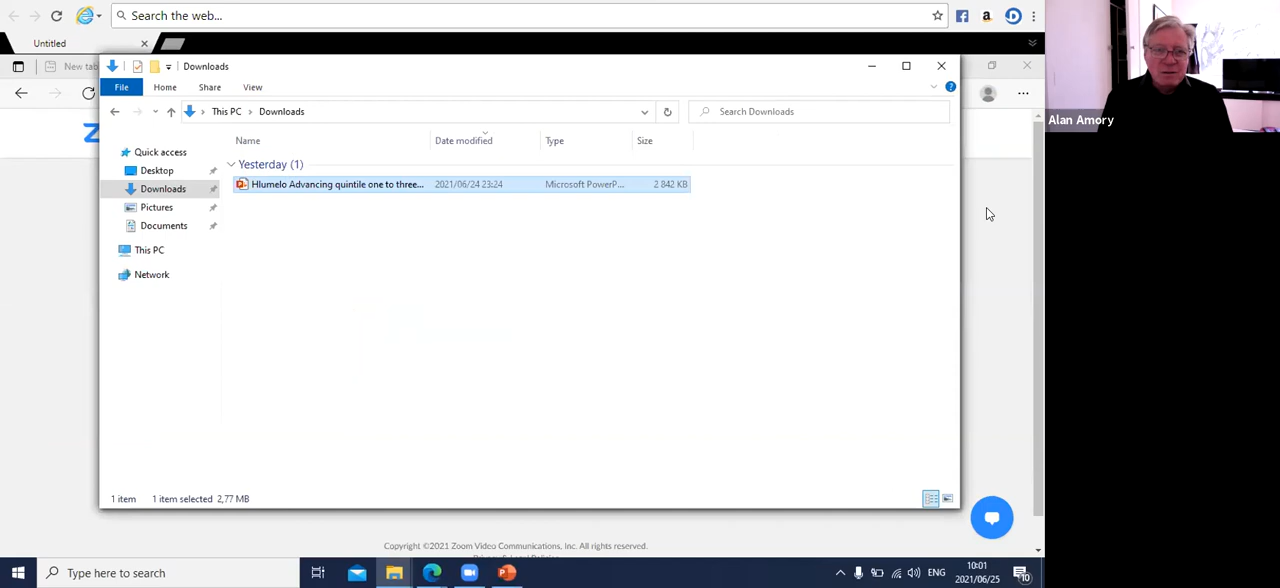 Search the web...
Untitled
New tab
Downloads
File Home Share View
This PC > Downloads
Search Downloads
Name Date modified Type Size
Quick access
Desktop
Downloads
Pictures
Documents
This PC
Network
Yesterday (1)
Hlumelo Advancing quintile one to three... 2021/06/24 23:24 Microsoft PowerP... 2 842 KB
1 item 1 item selected 2,77 MB
Copyright ©2021 Zoom Video Communications, Inc. All rights reserved.
Type here to search
ENG
10:01
2021/06/25
10
Alan Amory